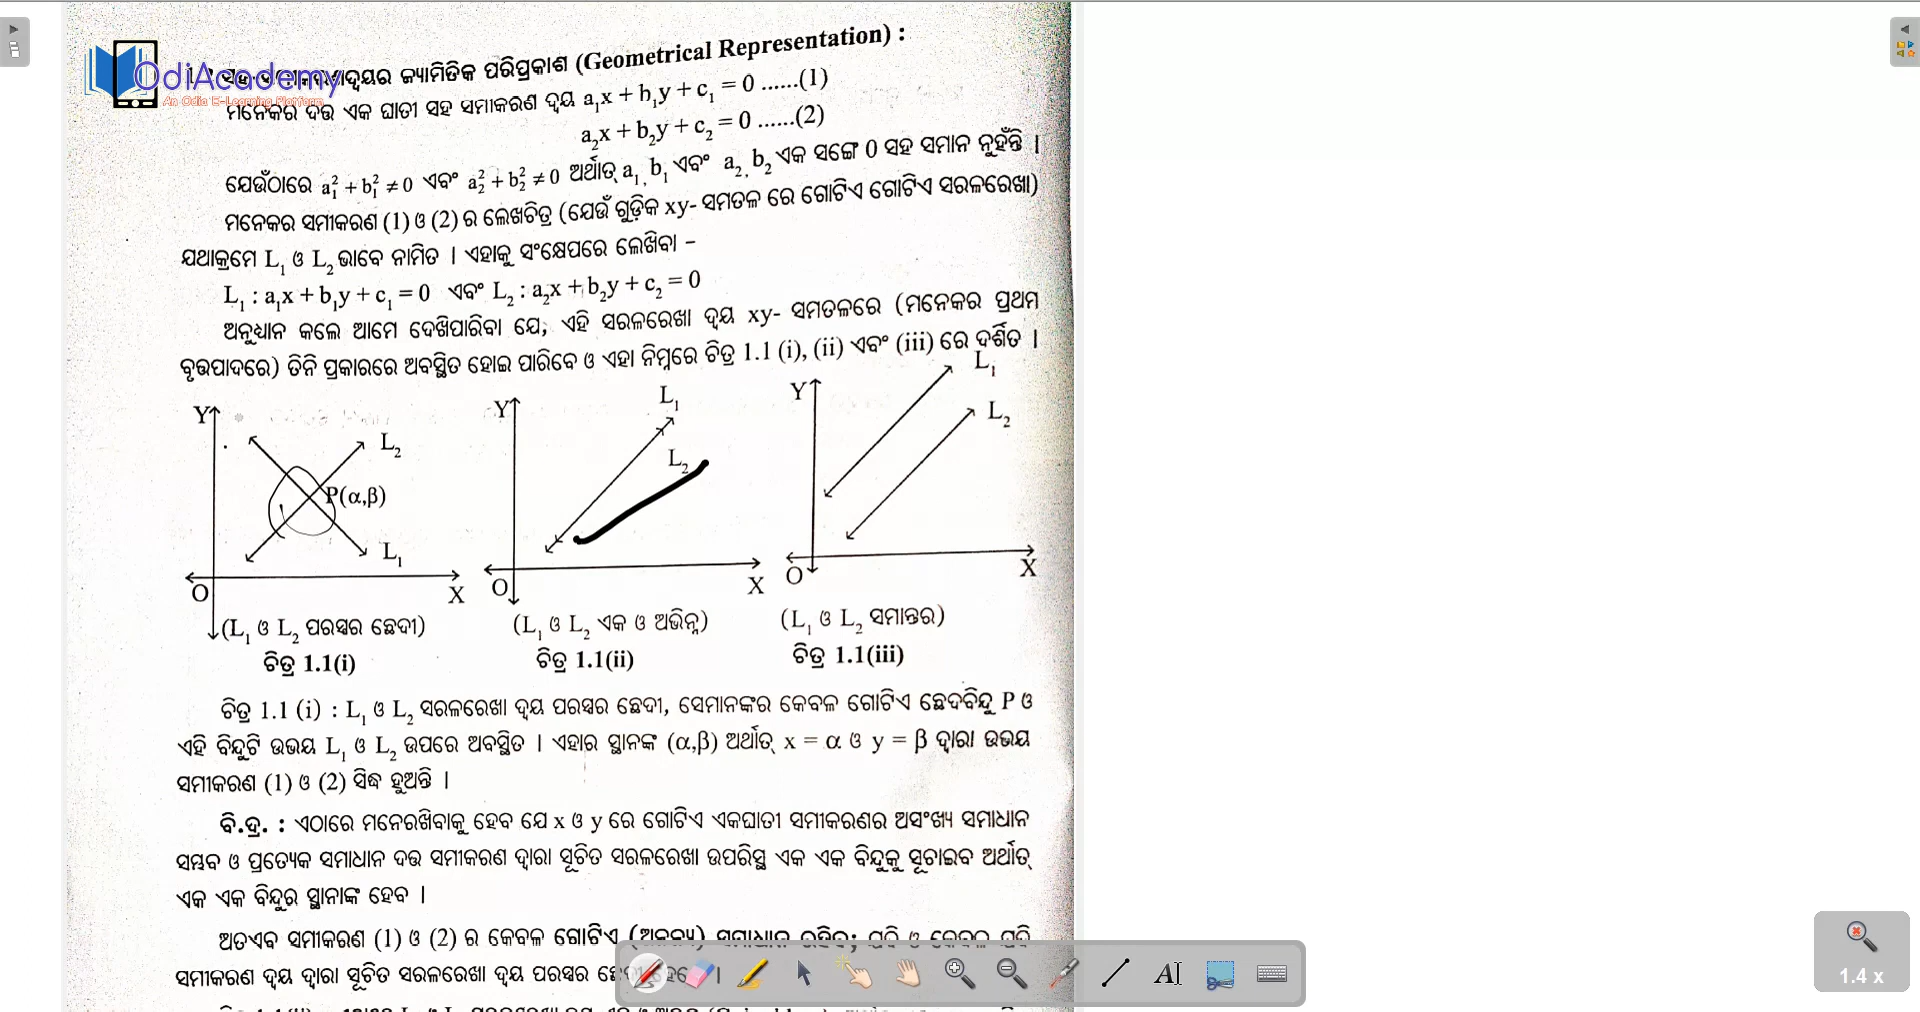 OdiAcademy
An Odia E-Learning Platform
ଜ୍ୟାମିତିକ ପରିପ୍ରକାଶ (Geometrical Representation) :
ମନେକର ଦତ୍ତ ଏକ ଘାତୀ ସହ ସମୀକରଣ ଦ୍ୱୟ a₁x + b₁y + c₁ = 0 ......(1)
a₂x + b₂y + c₂ = 0 ......(2)
ଯେଉଁଠାରେ a₁² + b₁² ≠ 0 ଏବଂ a₂² + b₂² ≠ 0 ଅର୍ଥାତ୍ a₁, b₁ ଏବଂ a₂, b₂ ଏକ ସଙ୍ଗେ 0 ସହ ସମାନ ନୁହଁନ୍ତି ।
ମନେକର ସମୀକରଣ (1) ଓ (2) ର ଲେଖଚିତ୍ର (ଯେଉଁ ଗୁଡ଼ିକ xy- ସମତଳ ରେ ଗୋଟିଏ ଗୋଟିଏ ସରଳରେଖା)
ଯଥାକ୍ରମେ L₁ ଓ L₂ ଭାବେ ନାମିତ । ଏହାକୁ ସଂକ୍ଷେପରେ ଲେଖିବା –
L₁ : a₁x + b₁y + c₁ = 0 ଏବଂ L₂ : a₂x + b₂y + c₂ = 0
ଅନୁଧ୍ୟାନ କଲେ ଆମେ ଦେଖିପାରିବା ଯେ, ଏହି ସରଳରେଖା ଦ୍ୱୟ xy- ସମତଳରେ (ମନେକର ପ୍ରଥମ
ବୃତ୍ତପାଦରେ) ତିନି ପ୍ରକାରରେ ଅବସ୍ଥିତ ହୋଇ ପାରିବେ ଓ ଏହା ନିମ୍ନରେ ଚିତ୍ର 1.1 (i), (ii) ଏବଂ (iii) ରେ ଦର୍ଶିତ ।
Y L₂ P(α,β) L₁ O X
Y L₁ L₂ O X
Y L₁ L₂ O X
(L₁ ଓ L₂ ପରସ୍ପର ଛେଦୀ) (L₁ ଓ L₂ ଏକ ଓ ଅଭିନ୍ନ) (L₁ ଓ L₂ ସମାନ୍ତର)
ଚିତ୍ର 1.1(i) ଚିତ୍ର 1.1(ii) ଚିତ୍ର 1.1(iii)
ଚିତ୍ର 1.1 (i) : L₁ ଓ L₂ ସରଳରେଖା ଦ୍ୱୟ ପରସ୍ପର ଛେଦୀ, ସେମାନଙ୍କର କେବଳ ଗୋଟିଏ ଛେଦବିନ୍ଦୁ P ଓ
ଏହି ବିନ୍ଦୁଟି ଉଭୟ L₁ ଓ L₂ ଉପରେ ଅବସ୍ଥିତ । ଏହାର ସ୍ଥାନଙ୍କ (α,β) ଅର୍ଥାତ୍ x = α ଓ y = β ଦ୍ୱାରା ଉଭୟ
ସମୀକରଣ (1) ଓ (2) ସିଦ୍ଧ ହୁଅନ୍ତି ।
ବି.ଦ୍ର. : ଏଠାରେ ମନେରଖିବାକୁ ହେବ ଯେ x ଓ y ରେ ଗୋଟିଏ ଏକଘାତୀ ସମୀକରଣର ଅସଂଖ୍ୟ ସମାଧାନ
ସମ୍ଭବ ଓ ପ୍ରତ୍ୟେକ ସମାଧାନ ଦତ୍ତ ସମୀକରଣ ଦ୍ୱାରା ସୂଚିତ ସରଳରେଖା ଉପରିସ୍ଥ ଏକ ଏକ ବିନ୍ଦୁକୁ ସୂଚାଇବ ଅର୍ଥାତ୍
ଏକ ଏକ ବିନ୍ଦୁର ସ୍ଥାନାଙ୍କ ହେବ ।
ଅତଏବ ସମୀକରଣ (1) ଓ (2) ର କେବଳ ଗୋଟିଏ (ଅନନ୍ୟ) ସମାଧାନ ରହିବ; ଯଦି ଓ କେବଳ ଯଦି
ସମୀକରଣ ଦ୍ୱୟ ଦ୍ୱାରା ସୂଚିତ ସରଳରେଖା ଦ୍ୱୟ ପରସ୍ପର
1.4 x